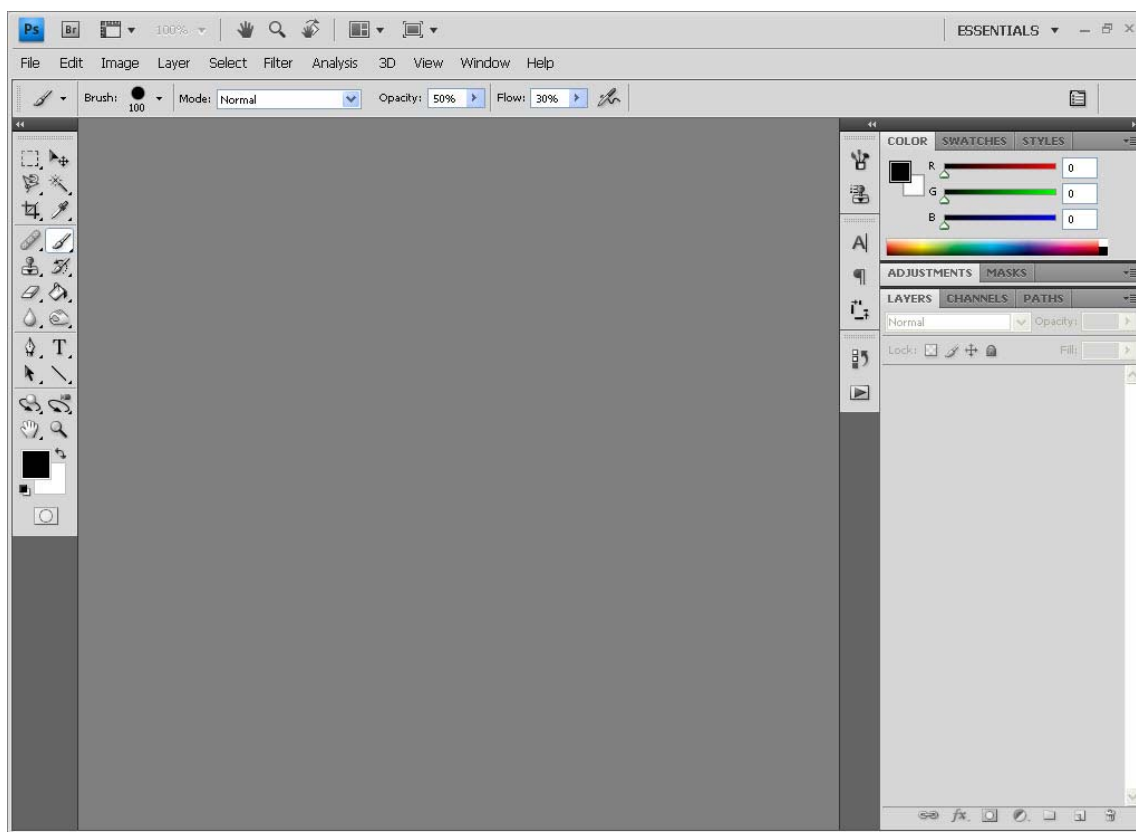 Ps Br 100% ESSENTIALS
File Edit Image Layer Select Filter Analysis 3D View Window Help
Brush: 100 Mode: Normal Opacity: 50% Flow: 30%
COLOR SWATCHES STYLES
R 0
G 0
B 0
A
ADJUSTMENTS MASKS
LAYERS CHANNELS PATHS
Normal Opacity:
Lock: Fill:
T
fx.